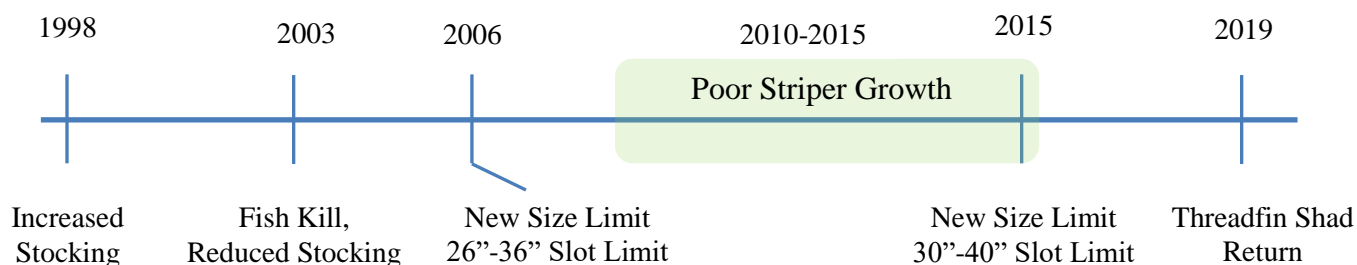 1998
2003
2006
2010-2015
2015
2019
Poor Striper Growth
Increased
Stocking
Fish Kill,
Reduced Stocking
New Size Limit
26”-36” Slot Limit
New Size Limit
30”-40” Slot Limit
Threadfin Shad
Return